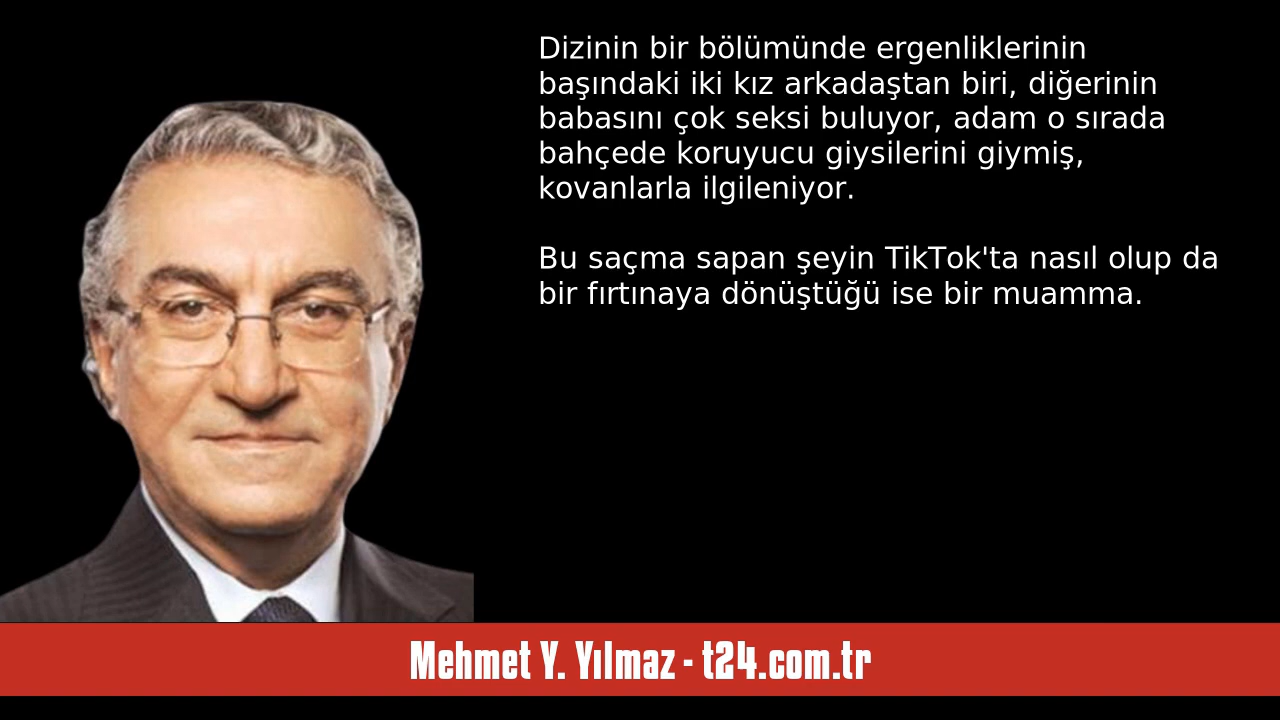 Dizinin bir bölümünde ergenliklerinin
başındaki iki kız arkadaştan biri, diğerinin
babasını çok seksi buluyor, adam o sırada
bahçede koruyucu giysilerini giymiş,
kovanlarla ilgileniyor.
Bu saçma sapan şeyin TikTok'ta nasıl olup da
bir fırtınaya dönüştüğü ise bir muamma.
Mehmet Y. Yılmaz - t24.com.tr